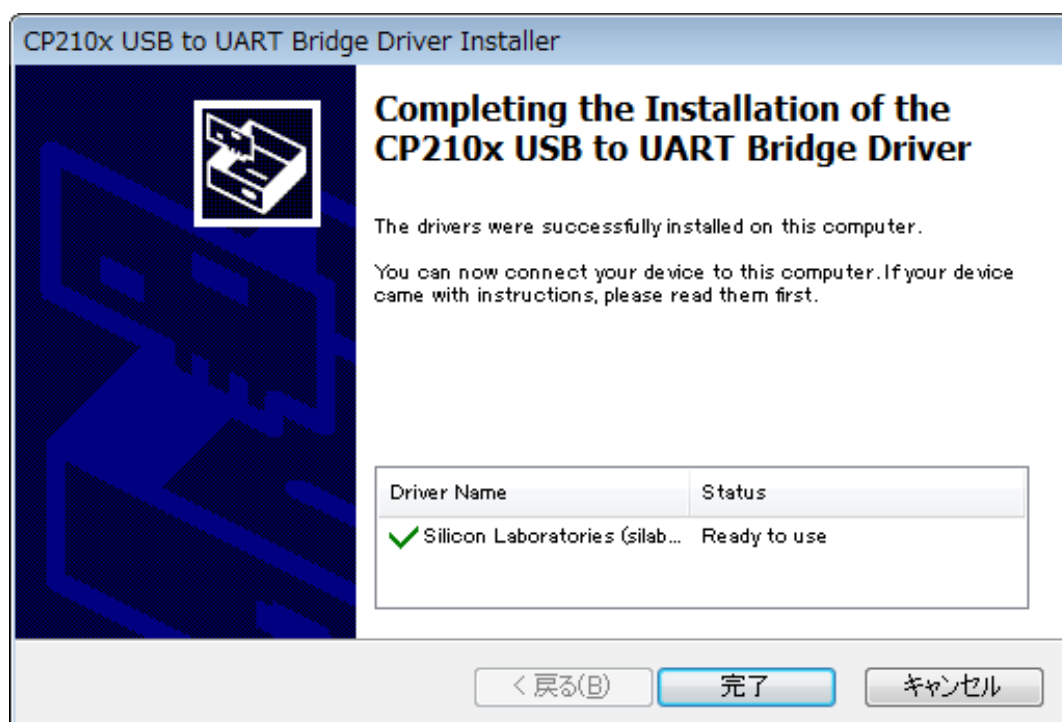 CP210x USB to UART Bridge Driver Installer
Completing the Installation of the
CP210x USB to UART Bridge Driver
The drivers were successfully installed on this computer.
You can now connect your device to this computer. If your device
came with instructions, please read them first.
Driver Name Status
Silicon Laboratories (silab... Ready to use
< 戻る(B) 完了 キャンセル